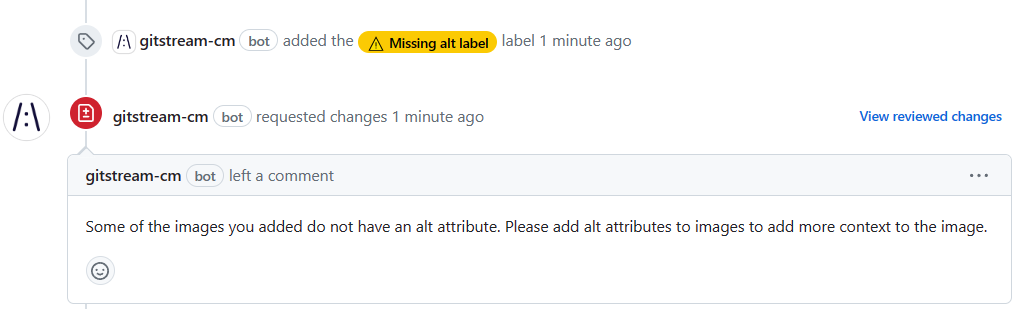 /:\ gitstream-cm bot added the ⚠ Missing alt label label 1 minute ago
/:\ gitstream-cm bot requested changes 1 minute ago View reviewed changes
gitstream-cm bot left a comment ...
Some of the images you added do not have an alt attribute. Please add alt attributes to images to add more context to the image.